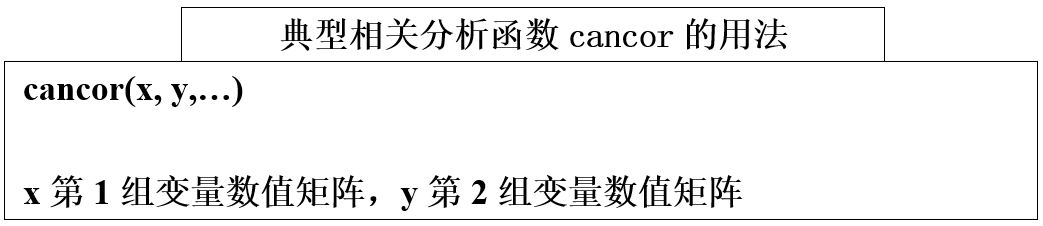 典型相关分析函数 cancor 的用法
cancor(x, y,…)
x 第 1 组变量数值矩阵，y 第 2 组变量数值矩阵